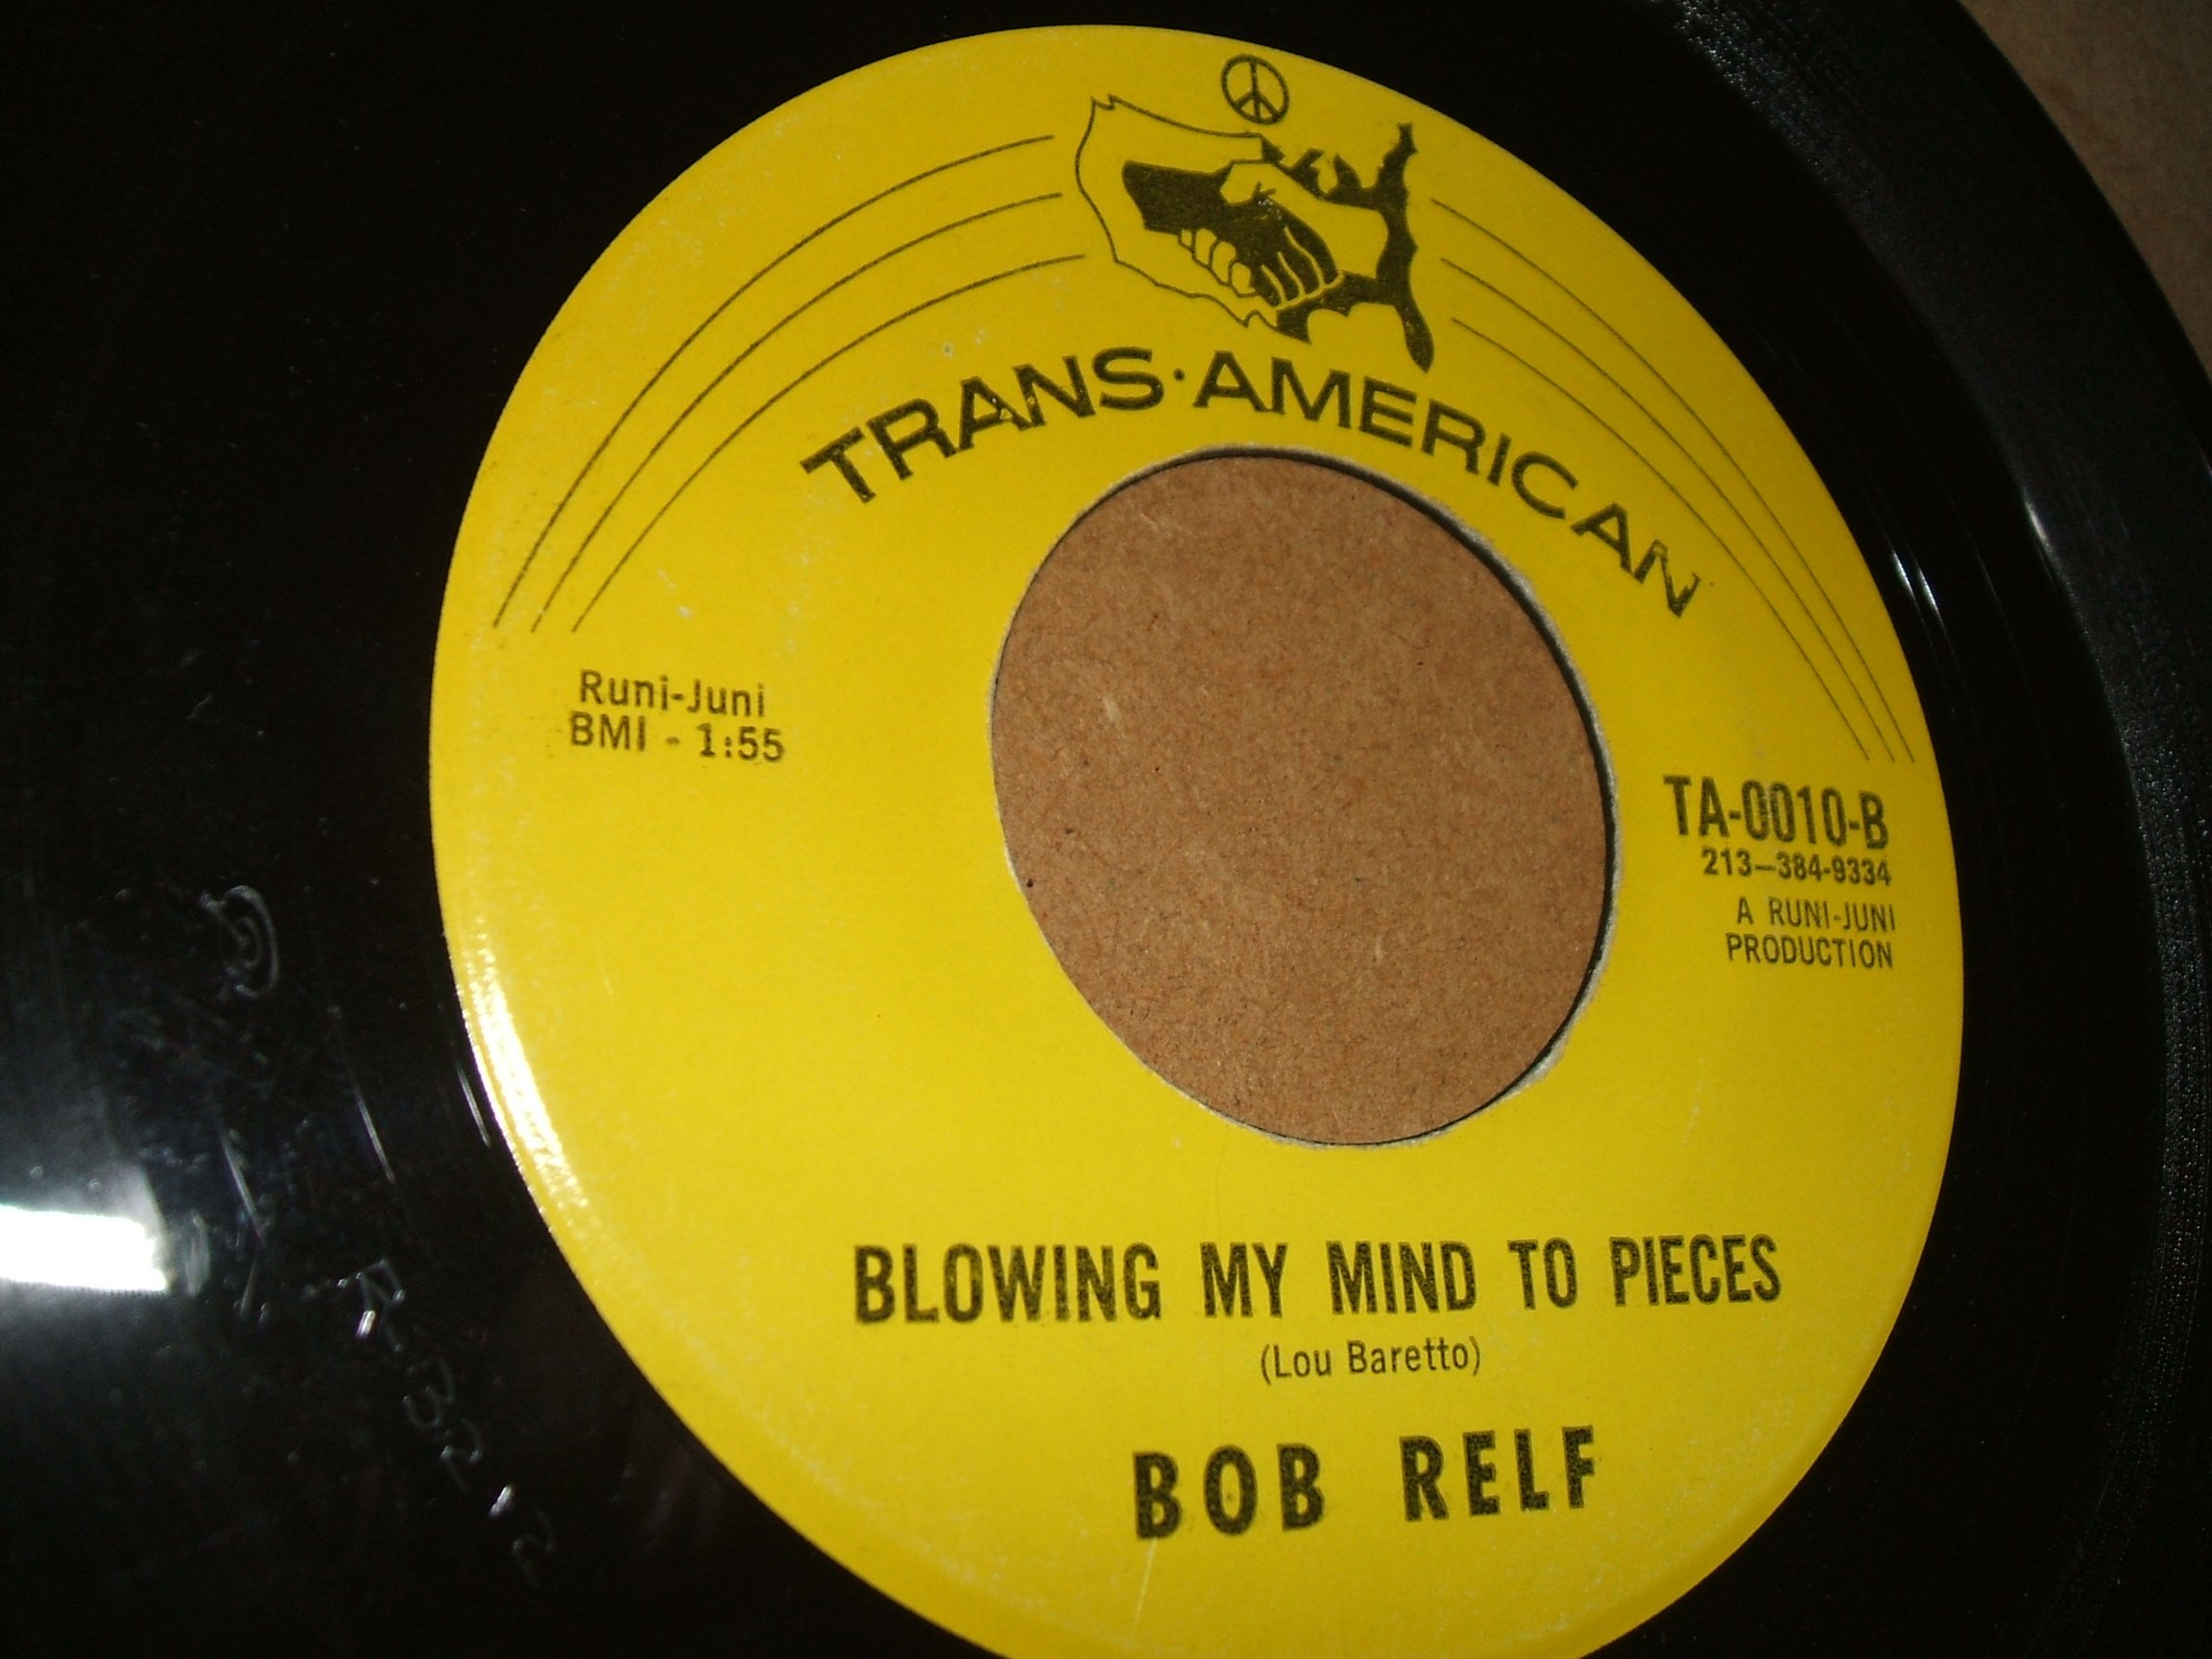 TRANS·AMERICAN
Runi-Juni
BMI - 1:55
TA-0010-B
213-384-9334
A RUNI-JUNI
PRODUCTION
BLOWING MY MIND TO PIECES
(Lou Baretto)
BOB RELF